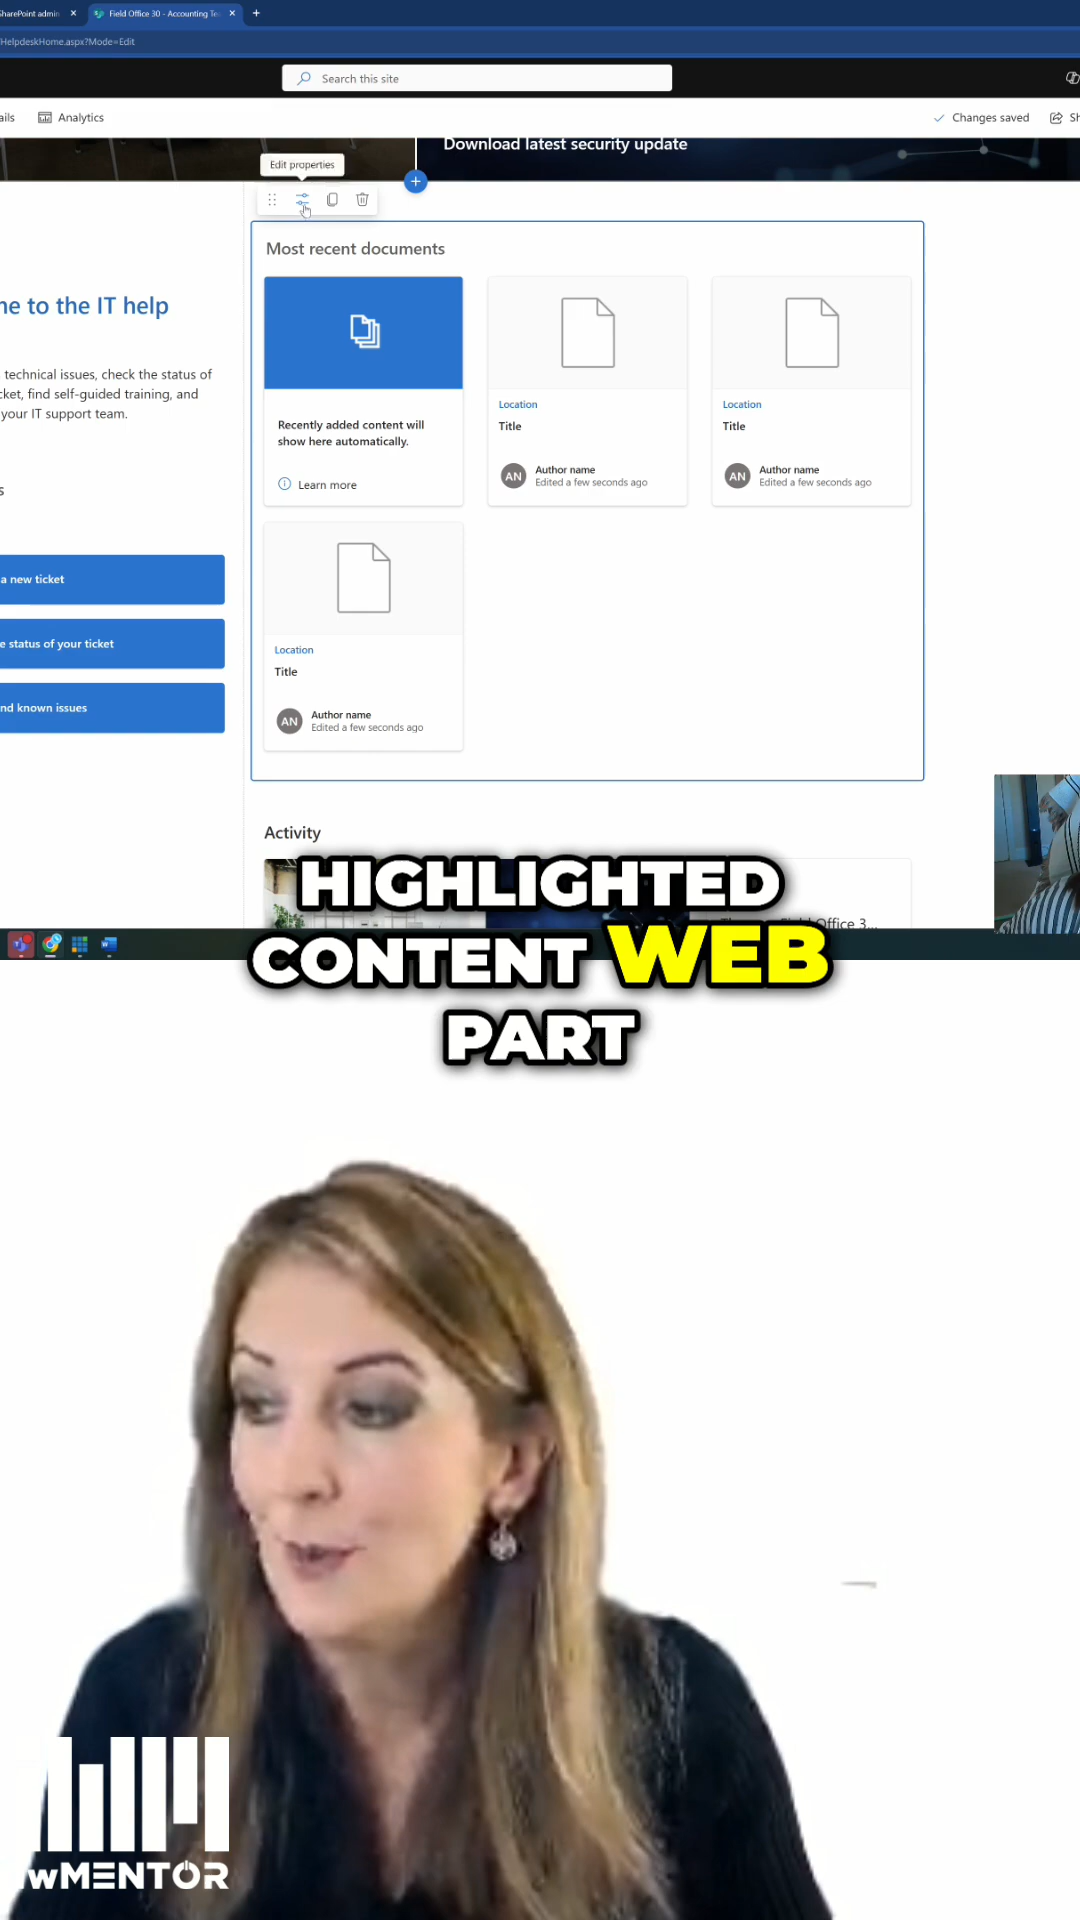 SharePoint admin
Field Office 30 - Accounting Te
HelpdeskHome.aspx?Mode=Edit
Search this site
ails
Analytics
Changes saved
Sh
Download latest security update
Edit properties
Most recent documents
ne to the IT help
technical issues, check the status of
cket, find self-guided training, and
your IT support team.
s
a new ticket
e status of your ticket
nd known issues
Recently added content will
show here automatically.
Learn more
Location
Title
AN
Author name
Edited a few seconds ago
Location
Title
AN
Author name
Edited a few seconds ago
Location
Title
AN
Author name
Edited a few seconds ago
Activity
Field Office 3...
HIGHLIGHTED
CONTENT WEB
PART
wMENTOR